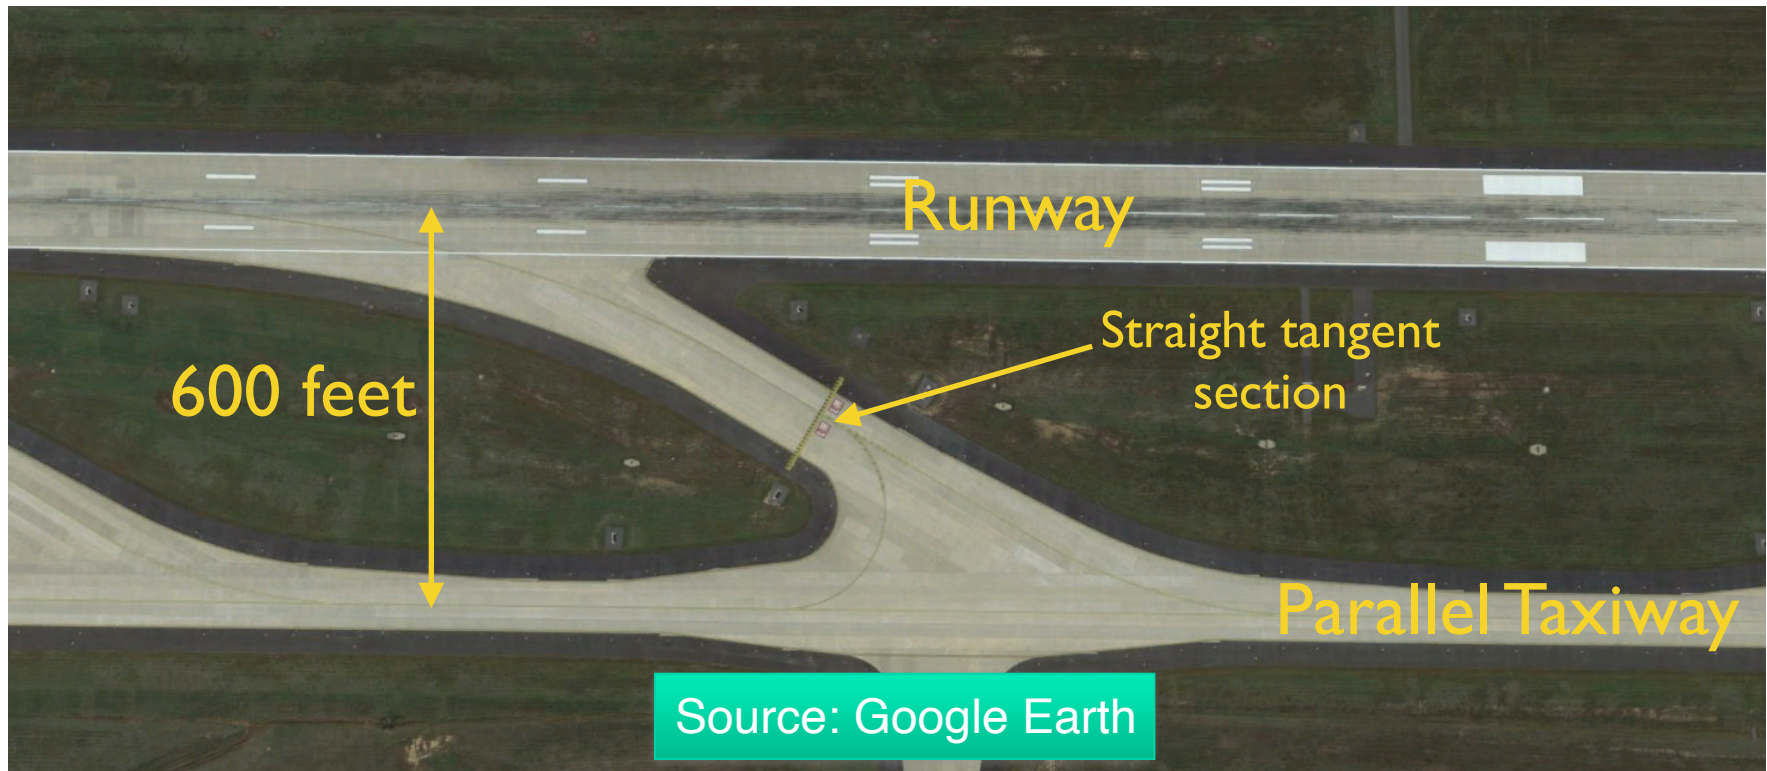 Runway
Straight tangent
section
600 feet
Parallel Taxiway
Source: Google Earth